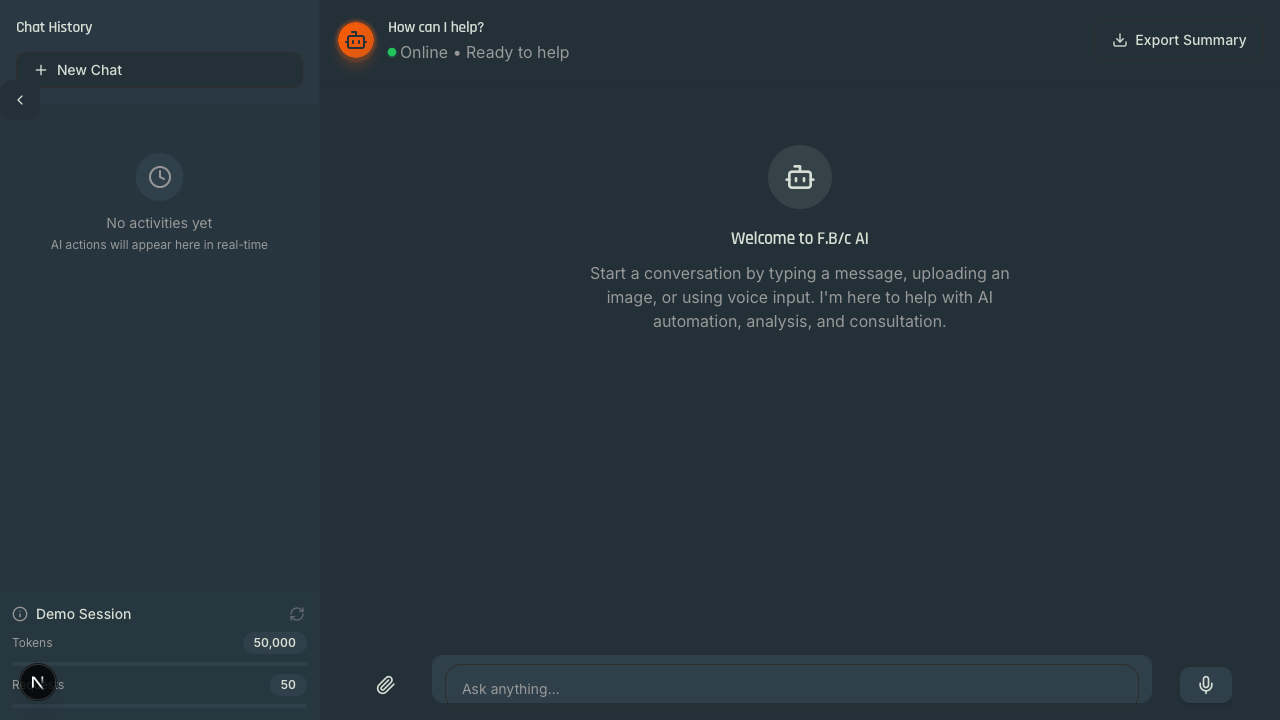 Chat History
New Chat
No activities yet
AI actions will appear here in real-time
Demo Session
Tokens
50,000
50
N
How can I help?
Online • Ready to help
Export Summary
Welcome to F.B/c AI
Start a conversation by typing a message, uploading an
image, or using voice input. I'm here to help with AI
automation, analysis, and consultation.
Ask anything...